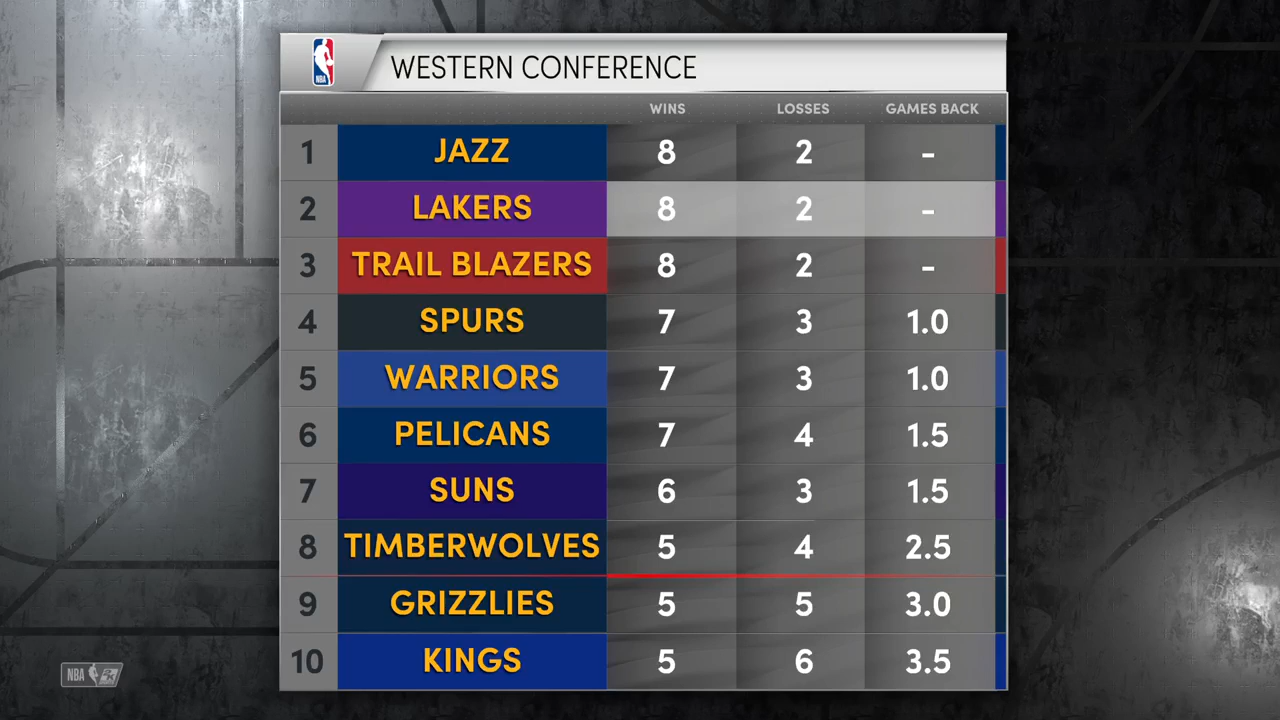 NBA
WESTERN CONFERENCE
WINS LOSSES GAMES BACK
1 JAZZ 8 2 -
2 LAKERS 8 2 -
3 TRAIL BLAZERS 8 2 -
4 SPURS 7 3 1.0
5 WARRIORS 7 3 1.0
6 PELICANS 7 4 1.5
7 SUNS 6 3 1.5
8 TIMBERWOLVES 5 4 2.5
9 GRIZZLIES 5 5 3.0
10 KINGS 5 6 3.5
NBA 2K